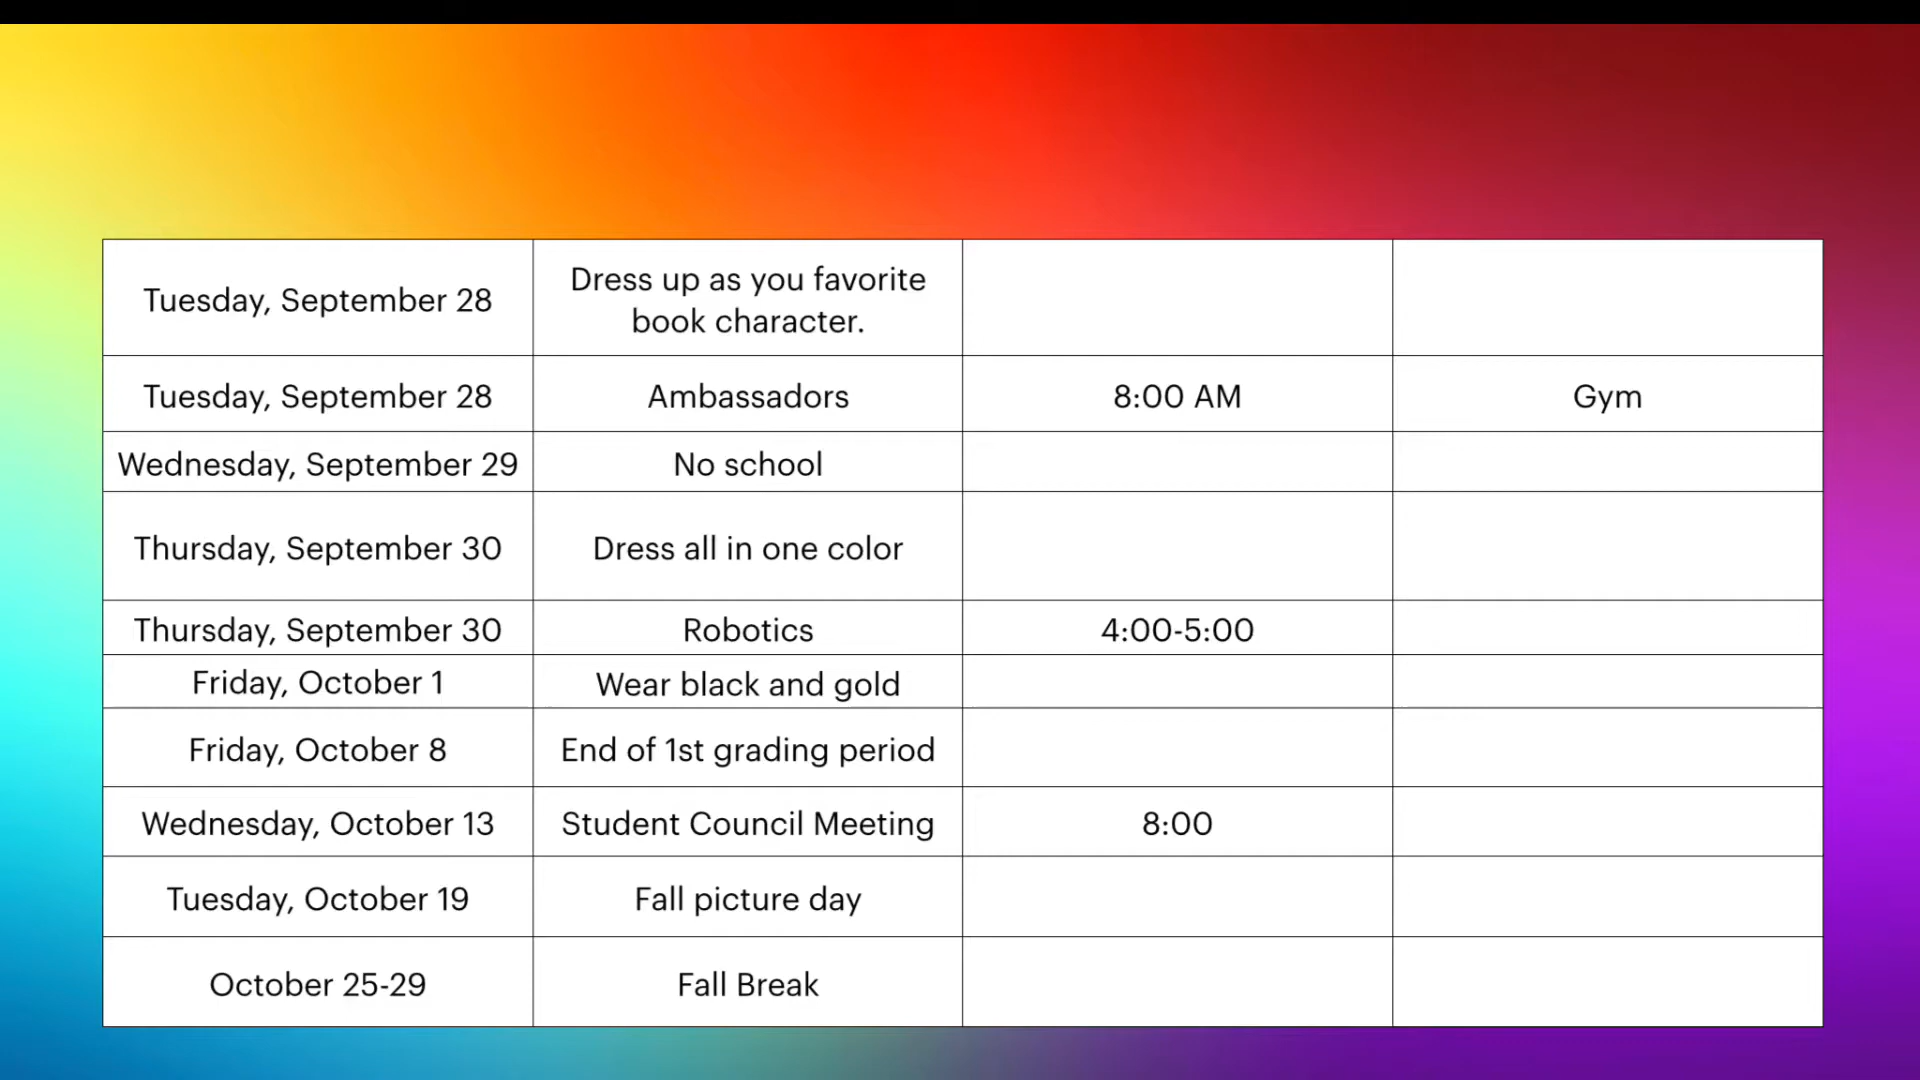 Tuesday, September 28
Dress up as you favorite
book character.
Tuesday, September 28
Ambassadors
8:00 AM
Gym
Wednesday, September 29
No school
Thursday, September 30
Dress all in one color
Thursday, September 30
Robotics
4:00-5:00
Friday, October 1
Wear black and gold
Friday, October 8
End of 1st grading period
Wednesday, October 13
Student Council Meeting
8:00
Tuesday, October 19
Fall picture day
October 25-29
Fall Break